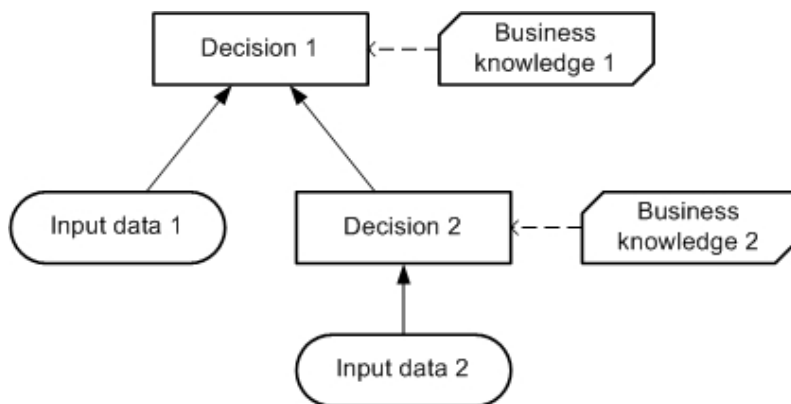 Decision 1
Business
knowledge 1
Input data 1
Decision 2
Business
knowledge 2
Input data 2